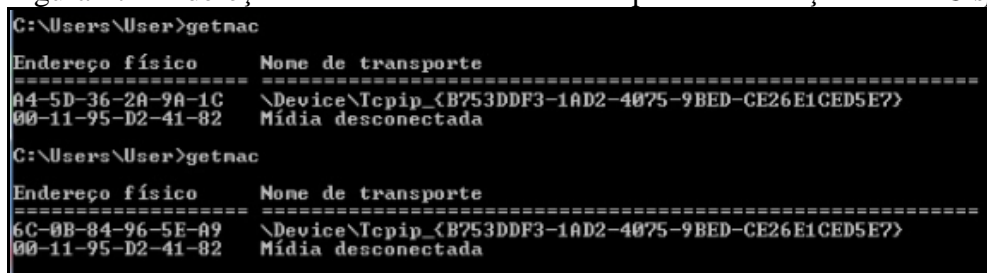 C:\Users\User>getmac
Endereço físico Nome de transporte
=================== ==========================================================
A4-5D-36-2A-9A-1C \Device\Tcpip_{B753DDF3-1AD2-4075-9BED-CE26E1CED5E7}
00-11-95-D2-41-82 Mídia desconectada
C:\Users\User>getmac
Endereço físico Nome de transporte
=================== ==========================================================
6C-0B-84-96-5E-A9 \Device\Tcpip_{B753DDF3-1AD2-4075-9BED-CE26E1CED5E7}
00-11-95-D2-41-82 Mídia desconectada